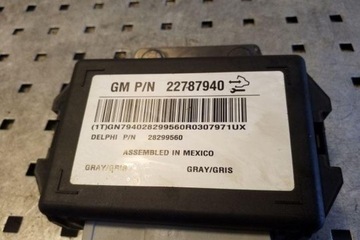 GM P/N 22787940
(1T)GN794028299560R0307971UX
DELPHI P/N 28299560
ASSEMBLED IN MEXICO
GRAY/GRIS GRAY/GRIS